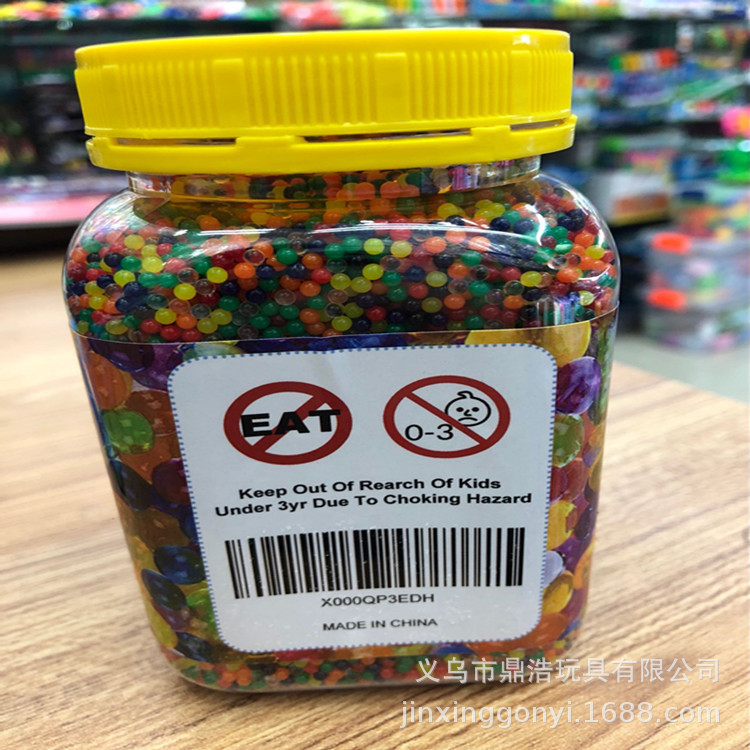 EAT
0-3
Keep Out Of Rearch Of Kids
Under 3yr Due To Choking Hazard
X000QP3EDH
MADE IN CHINA
义乌市鼎浩玩具有限公司
jinxinggonyi.1688.com